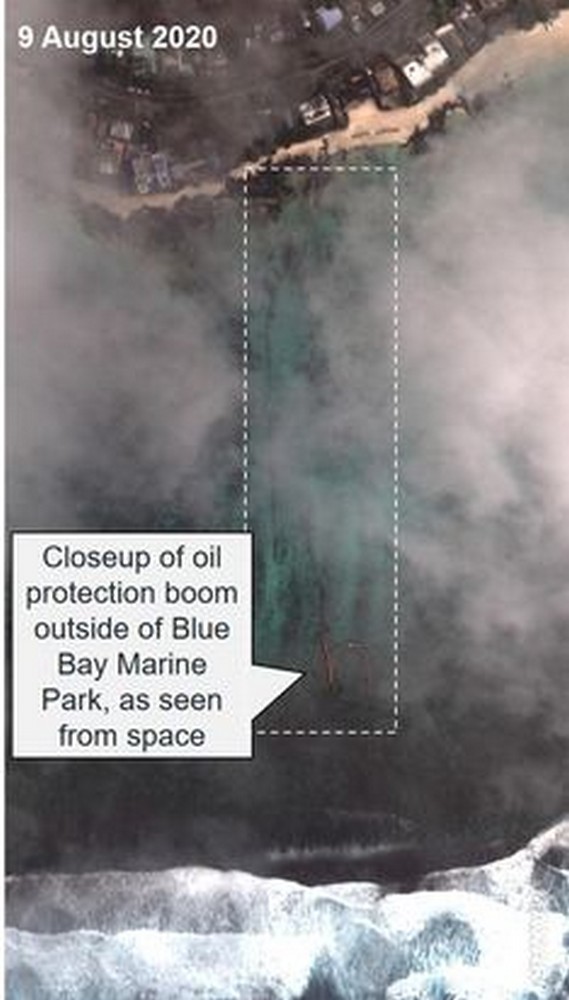 9 August 2020
Closeup of oil
protection boom
outside of Blue
Bay Marine
Park, as seen
from space